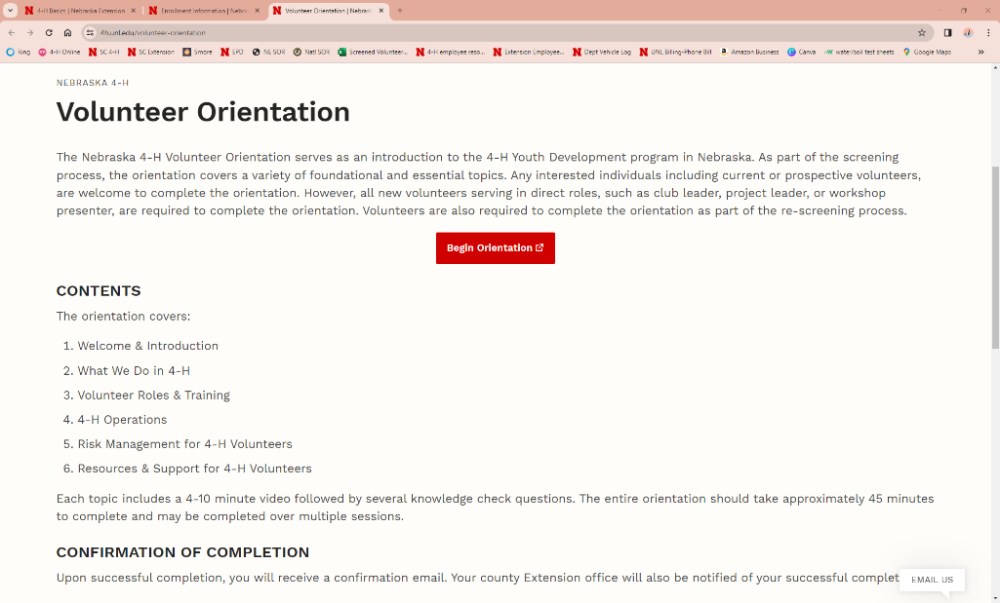 4-H Basics | Nebraska Extension
Enrollment Information | Nebra
Volunteer Orientation | Nebrask
4h.unl.edu/volunteer-orientation
Ring
4-H Online
SC 4-H
SC Extension
Smore
EPD
NE SOR
Natl SOR
Screened Volunteer...
4-H employee reso...
Extension Employee...
Dept Vehicle Log
UNL Billing-Phone Bill
Amazon Business
Canva
water/soil test sheets
Google Maps
NEBRASKA 4-H
Volunteer Orientation
The Nebraska 4-H Volunteer Orientation serves as an introduction to the 4-H Youth Development program in Nebraska. As part of the screening
process, the orientation covers a variety of foundational and essential topics. Any interested individuals including current or prospective volunteers,
are welcome to complete the orientation. However, all new volunteers serving in direct roles, such as club leader, project leader, or workshop
presenter, are required to complete the orientation. Volunteers are also required to complete the orientation as part of the re-screening process.
Begin Orientation
CONTENTS
The orientation covers:
1. Welcome & Introduction
2. What We Do in 4-H
3. Volunteer Roles & Training
4. 4-H Operations
5. Risk Management for 4-H Volunteers
6. Resources & Support for 4-H Volunteers
Each topic includes a 4-10 minute video followed by several knowledge check questions. The entire orientation should take approximately 45 minutes
to complete and may be completed over multiple sessions.
CONFIRMATION OF COMPLETION
Upon successful completion, you will receive a confirmation email. Your county Extension office will also be notified of your successful complet
EMAIL US